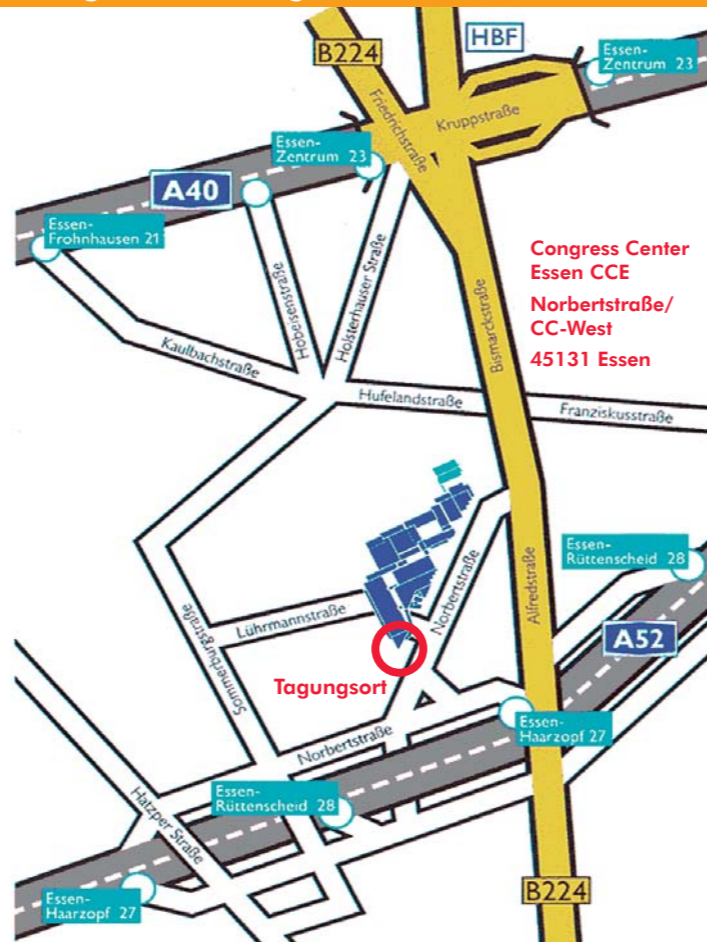 B224
HBF
Essen-
Zentrum 23
Friedrichstraße
Kruppstraße
Essen-
Zentrum 23
A40
Essen-
Frohnhausen 21
Hobeisenstraße
Holsterhauser Straße
Kaulbachstraße
Bismarckstraße
Congress Center
Essen CCE
Norbertstraße/
CC-West
45131 Essen
Hufelandstraße
Franziskusstraße
Essen-
Rüttenscheid 28
Norbertstraße
Alfredstraße
Lührmannstraße
Sommerburgstraße
A52
Tagungsort
Essen-
Haarzopf 27
Norbertstraße
Essen-
Rüttenscheid 28
Hatzper Straße
Essen-
Haarzopf 27
B224